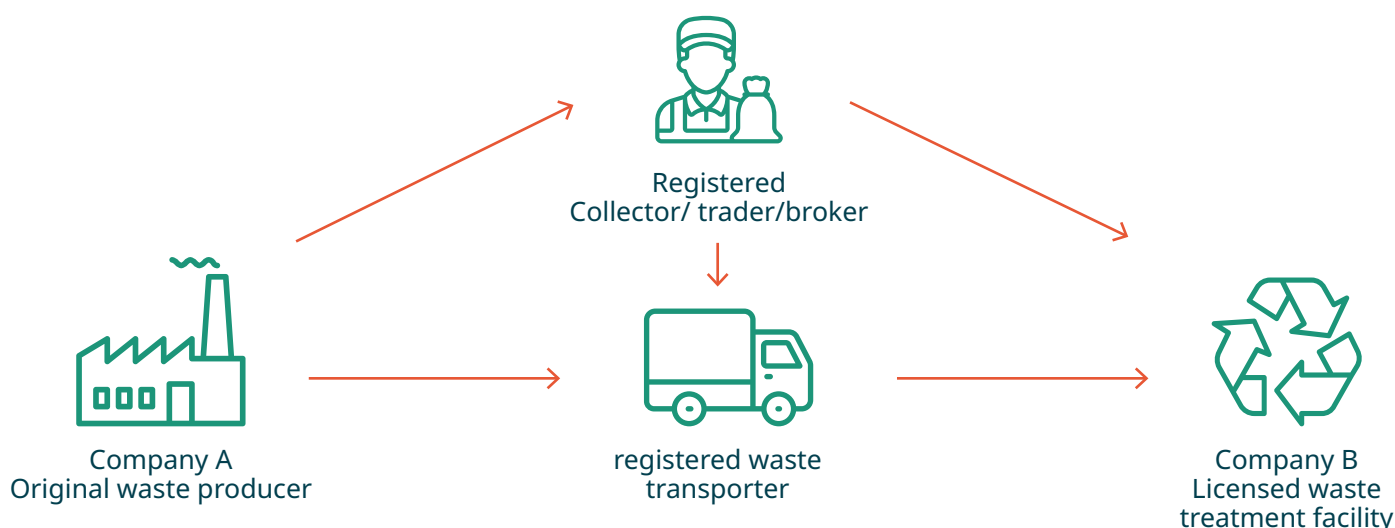 Registered
Collector/ trader/broker
Company A
Original waste producer
registered waste
transporter
Company B
Licensed waste
treatment facility